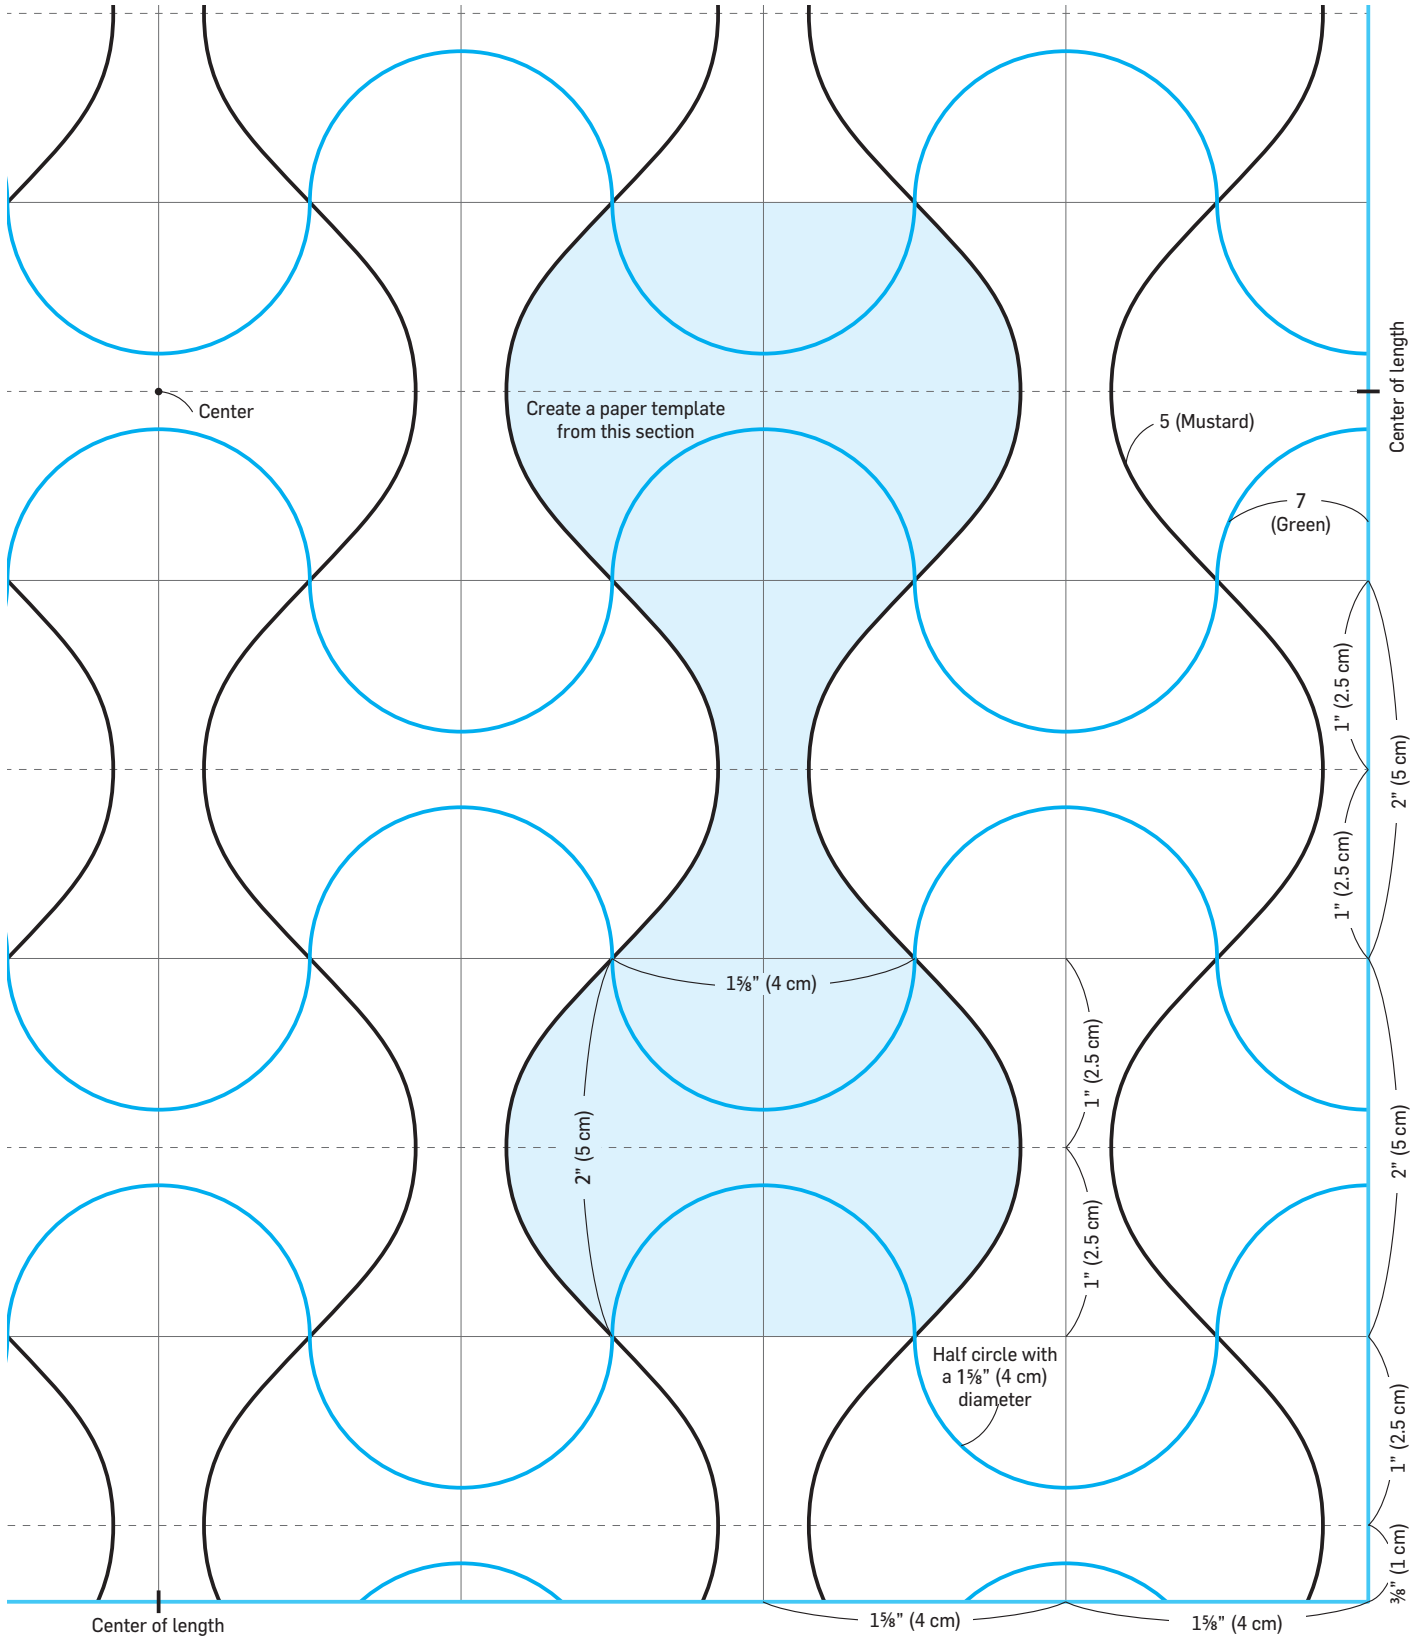 Center of length
Center
Create a paper template
from this section
5 (Mustard)
7
(Green)
1” (2.5 cm)
2” (5 cm)
1” (2.5 cm)
1⅝” (4 cm)
1” (2.5 cm)
2” (5 cm)
2” (5 cm)
1” (2.5 cm)
Half circle with
a 1⅝” (4 cm)
diameter
1” (2.5 cm)
⅜” (1 cm)
Center of length
1⅝” (4 cm)
1⅝” (4 cm)